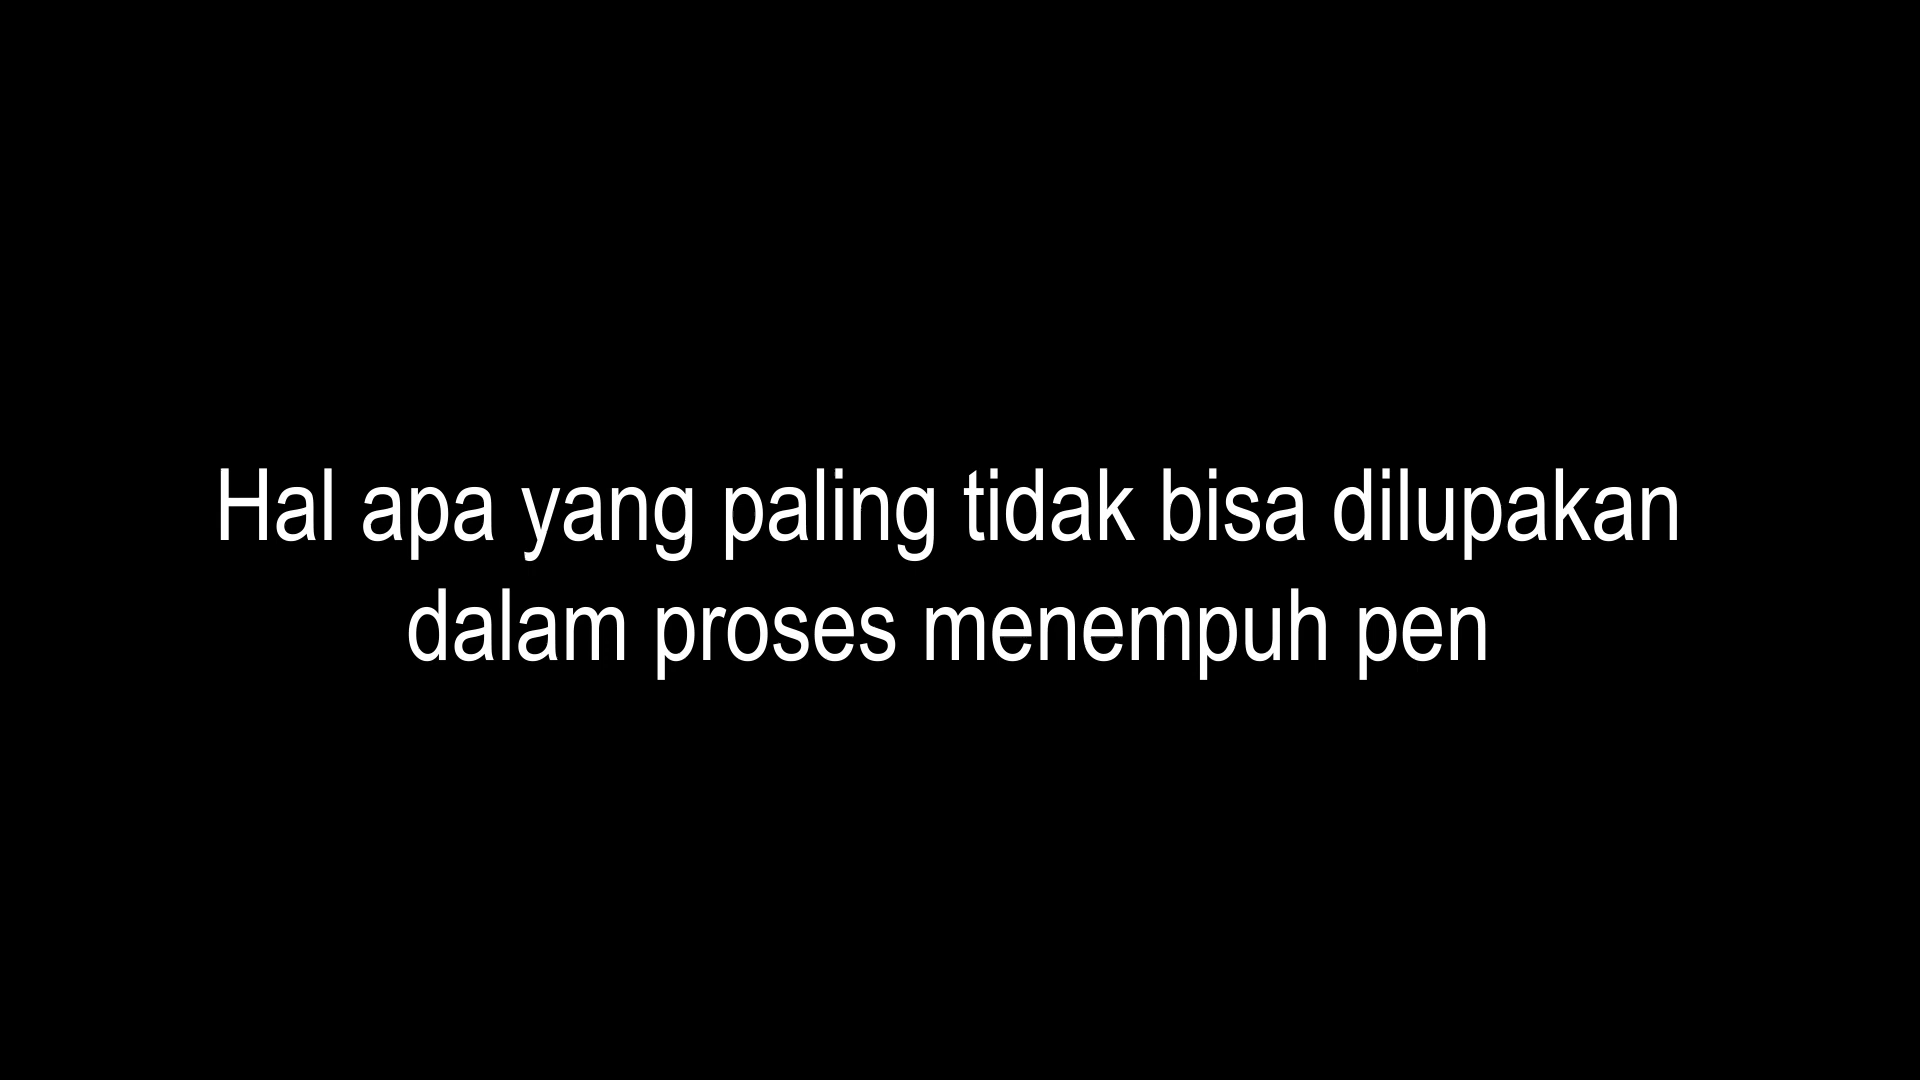 Hal apa yang paling tidak bisa dilupakan
dalam proses menempuh pen